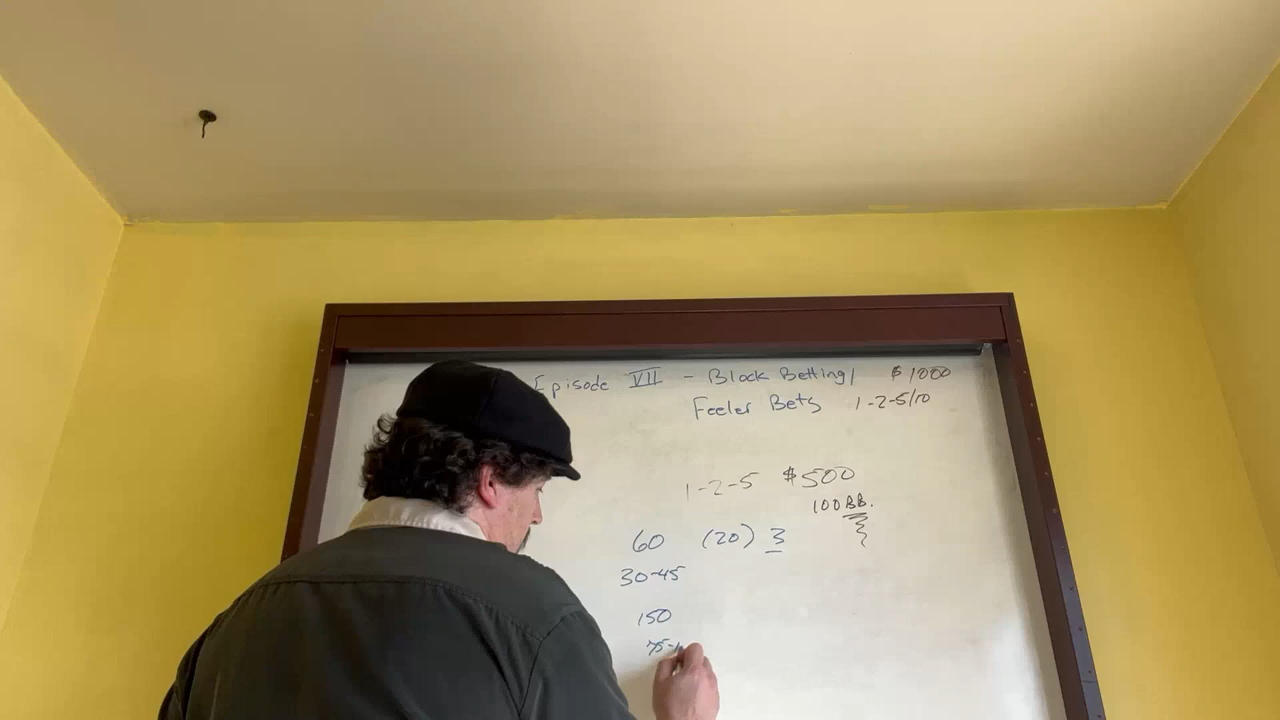 Episode VII - Block Betting/ $1000
Feeler Bets 1-2-5/10
1-2-5 $500
100BB.
60 (20) 3
30-45
150
75-